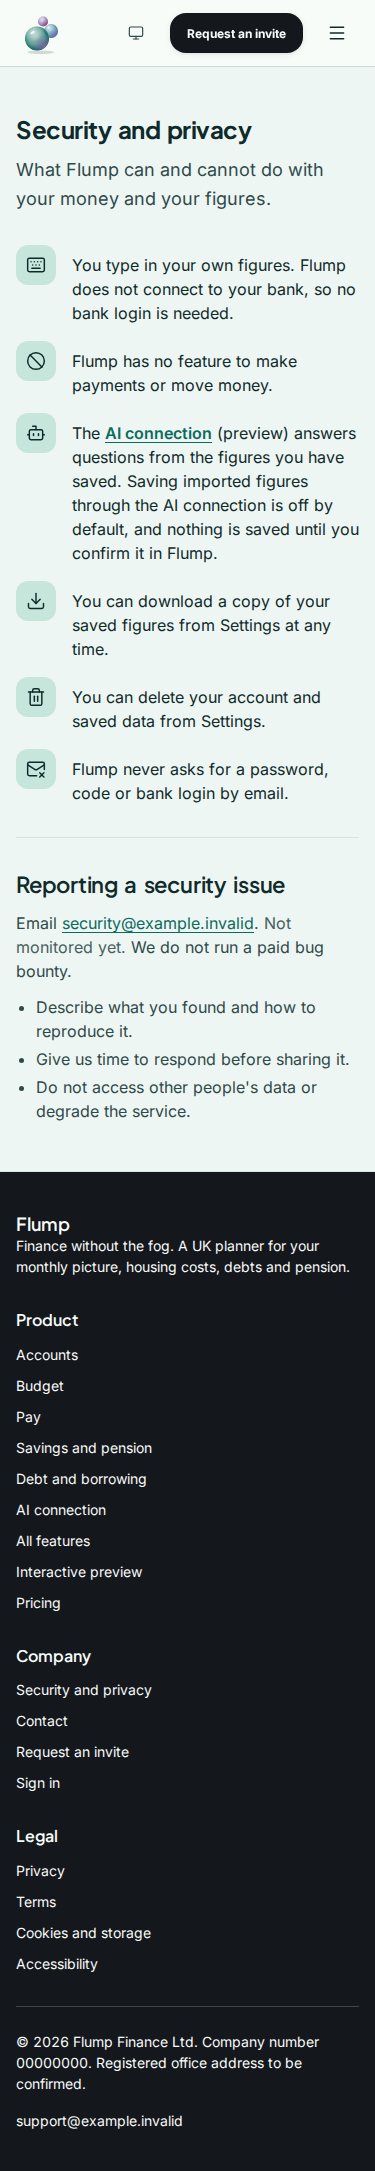 Request an invite
Security and privacy
What Flump can and cannot do with
your money and your figures.
You type in your own figures. Flump
does not connect to your bank, so no
bank login is needed.
Flump has no feature to make
payments or move money.
The AI connection (preview) answers
questions from the figures you have
saved. Saving imported figures
through the AI connection is off by
default, and nothing is saved until you
confirm it in Flump.
You can download a copy of your
saved figures from Settings at any
time.
You can delete your account and
saved data from Settings.
Flump never asks for a password,
code or bank login by email.
Reporting a security issue
Email security@example.invalid. Not
monitored yet. We do not run a paid bug
bounty.
• Describe what you found and how to
reproduce it.
• Give us time to respond before sharing it.
• Do not access other people's data or
degrade the service.
Flump
Finance without the fog. A UK planner for your
monthly picture, housing costs, debts and pension.
Product
Accounts
Budget
Pay
Savings and pension
Debt and borrowing
AI connection
All features
Interactive preview
Pricing
Company
Security and privacy
Contact
Request an invite
Sign in
Legal
Privacy
Terms
Cookies and storage
Accessibility
© 2026 Flump Finance Ltd. Company number
00000000. Registered office address to be
confirmed.
support@example.invalid